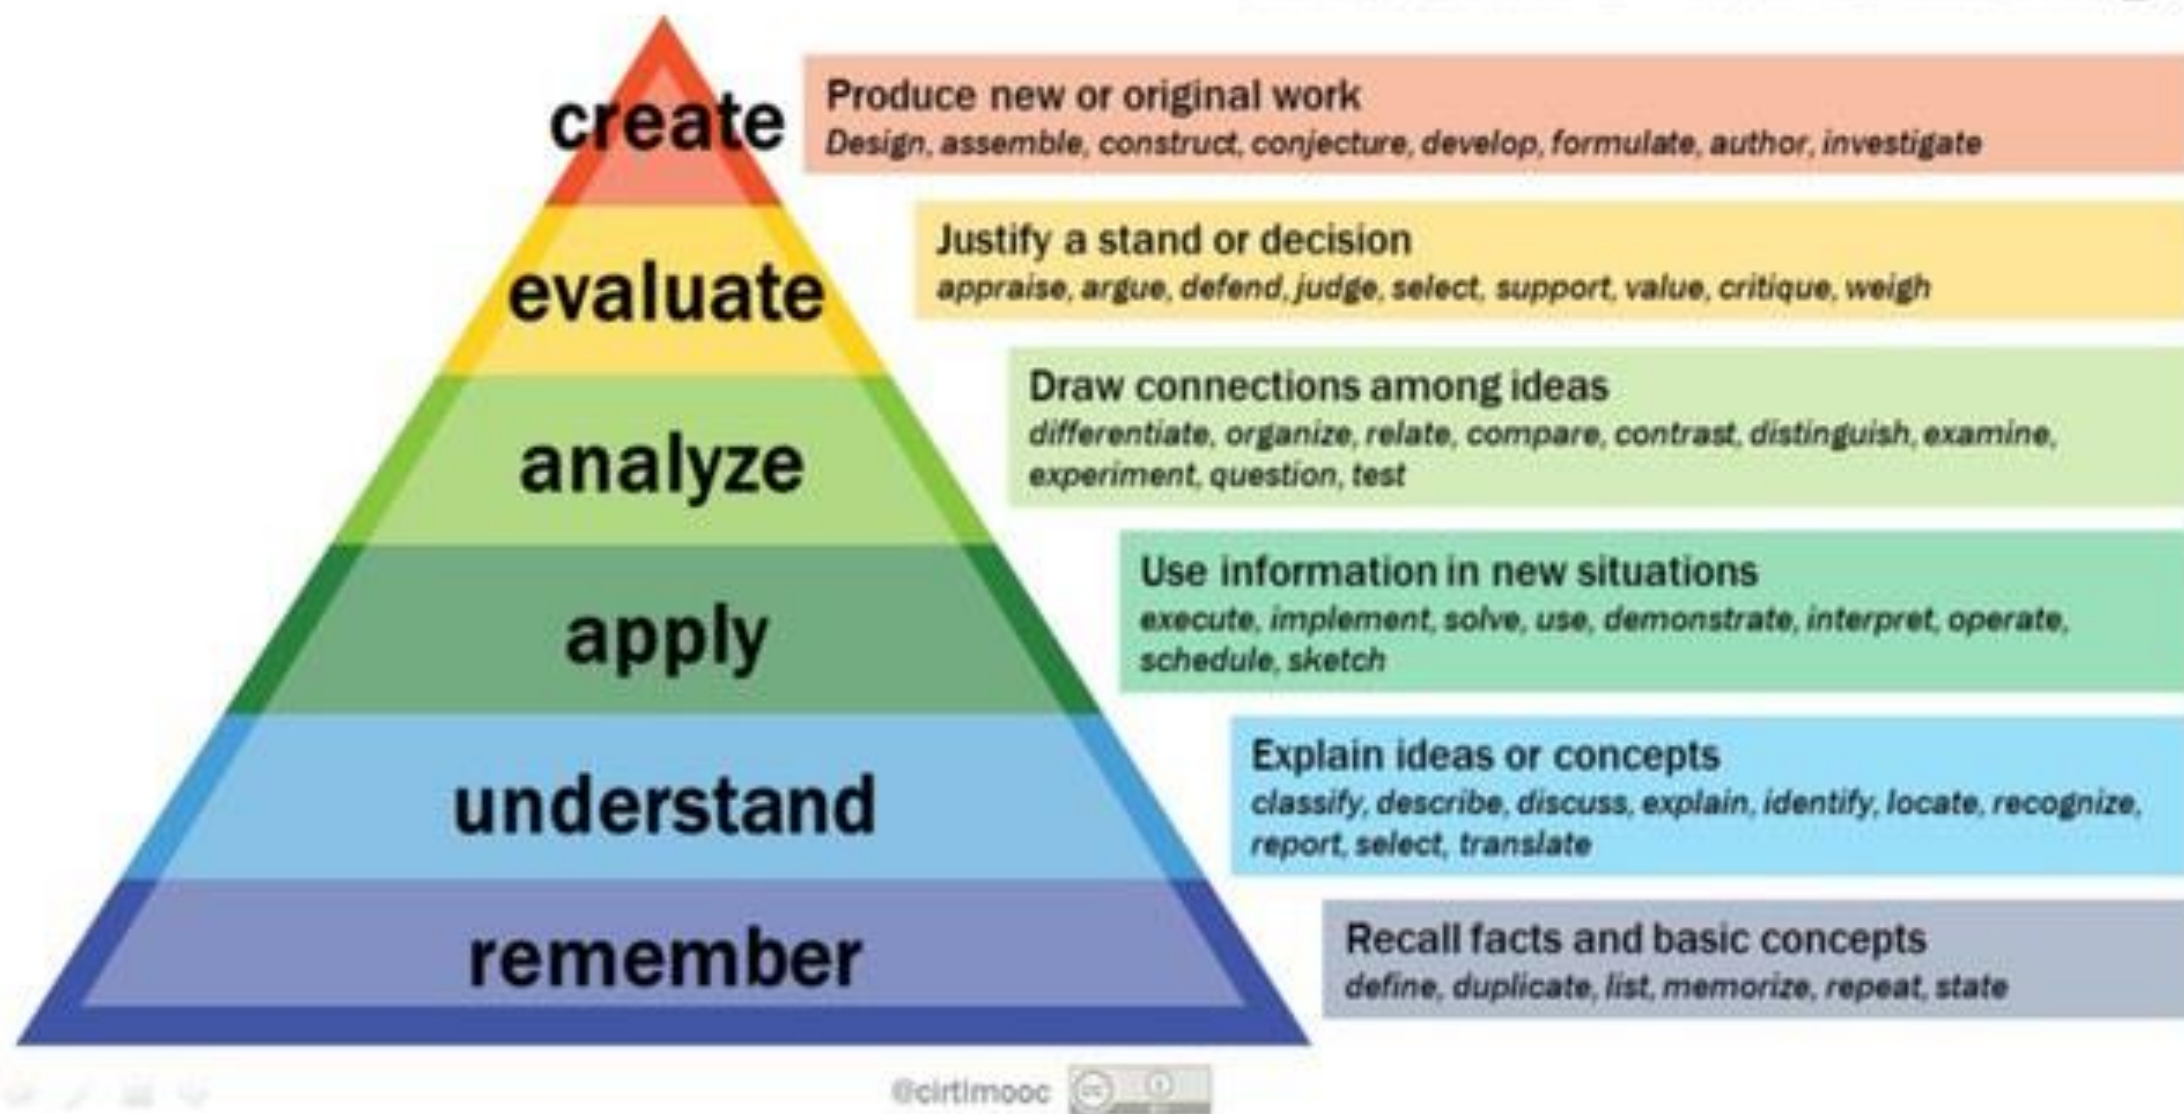 create
Produce new or original work
Design, assemble, construct, conjecture, develop, formulate, author, investigate
evaluate
Justify a stand or decision
appraise, argue, defend, judge, select, support, value, critique, weigh
analyze
Draw connections among ideas
differentiate, organize, relate, compare, contrast, distinguish, examine,
experiment, question, test
apply
Use information in new situations
execute, implement, solve, use, demonstrate, interpret, operate,
schedule, sketch
understand
Explain ideas or concepts
classify, describe, discuss, explain, identify, locate, recognize,
report, select, translate
remember
Recall facts and basic concepts
define, duplicate, list, memorize, repeat, state
@cirtlmooc
cc